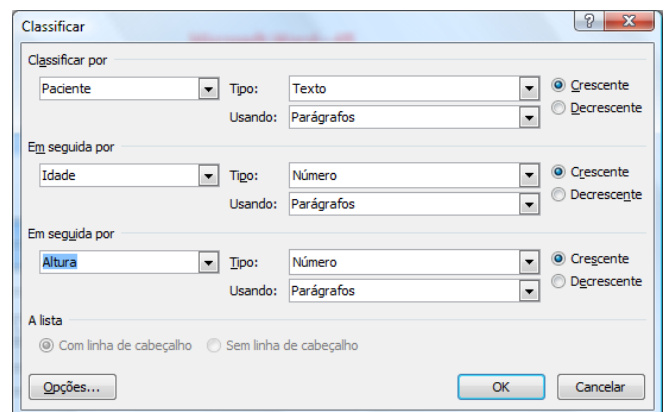 Classificar
Classificar por
Paciente Tipo: Texto Crescente
Usando: Parágrafos Decrescente
Em seguida por
Idade Tipo: Número Crescente
Usando: Parágrafos Decrescente
Em seguida por
Altura Tipo: Número Crescente
Usando: Parágrafos Decrescente
A lista
Com linha de cabeçalho Sem linha de cabeçalho
Opções... OK Cancelar